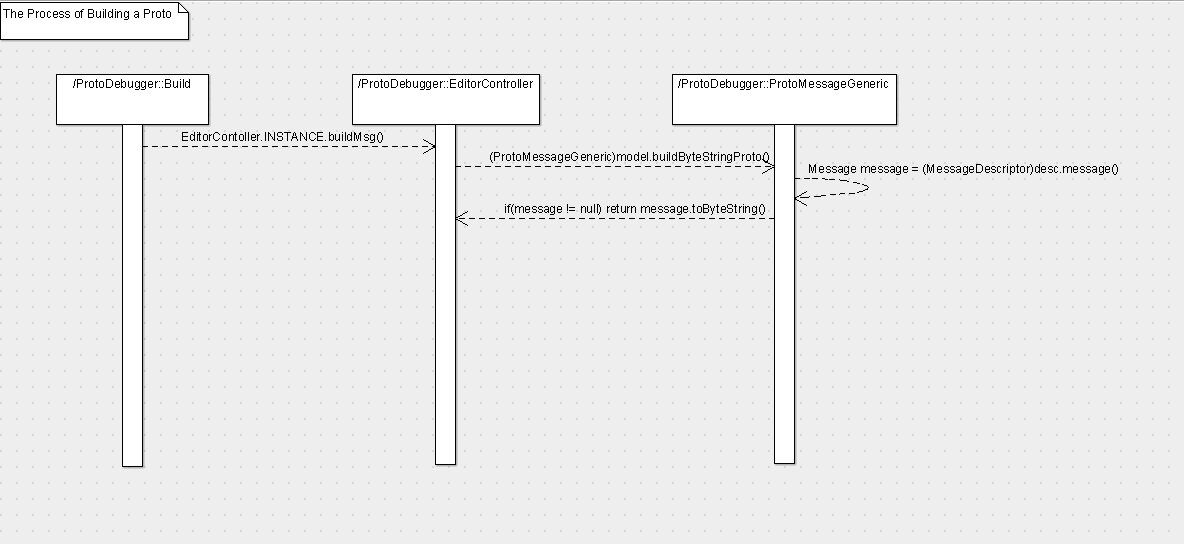 The Process of Building a Proto
/ProtoDebugger::Build
/ProtoDebugger::EditorController
/ProtoDebugger::ProtoMessageGeneric
EditorContoller.INSTANCE.buildMsg()
(ProtoMessageGeneric)model.buildByteStringProto()
Message message = (MessageDescriptor)desc.message()
if(message != null) return message.toByteString()